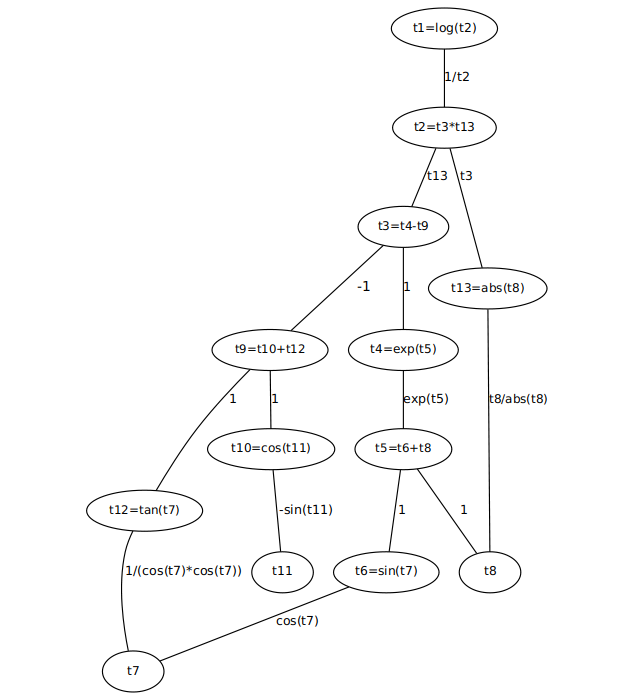 t1=log(t2)
1/t2
t2=t3*t13
t13
t3
t3=t4-t9
-1
1
t13=abs(t8)
t9=t10+t12
t4=exp(t5)
1
1
exp(t5)
t8/abs(t8)
t10=cos(t11)
t5=t6+t8
t12=tan(t7)
-sin(t11)
1
1
1/(cos(t7)*cos(t7))
t11
t6=sin(t7)
t8
cos(t7)
t7